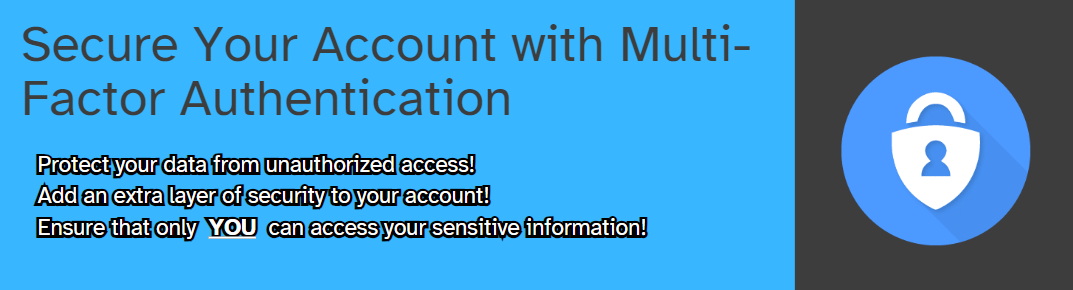 Secure Your Account with Multi-
Factor Authentication
Protect your data from unauthorized access!
Add an extra layer of security to your account!
Ensure that only YOU can access your sensitive information!